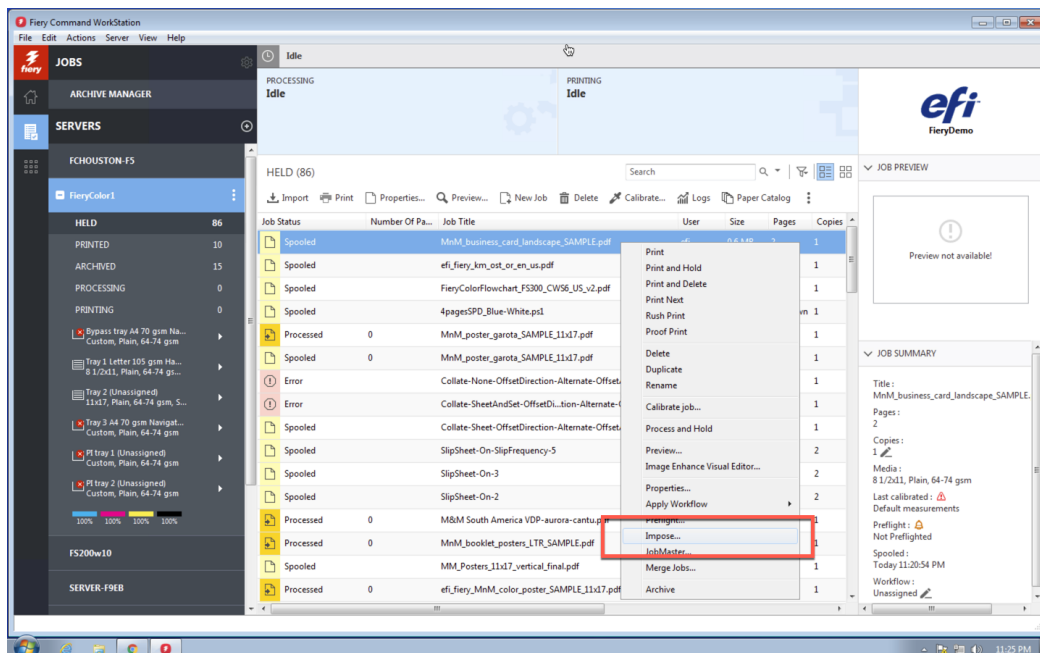 Fiery Command WorkStation
File Edit Actions Server View Help
fiery
JOBS
Idle
ARCHIVE MANAGER
SERVERS
FCHOUSTON-F5
FieryColor1
HELD 86
PRINTED 10
ARCHIVED 15
PROCESSING 0
PRINTING 0
Bypass tray A4 70 gsm Na...
Custom, Plain, 64-74 gsm
Tray 1 Letter 105 gsm Ha...
8 1/2x11, Plain, 64-74 gs...
Tray 2 (Unassigned)
11x17, Plain, 64-74 gsm, S...
Tray 3 A4 70 gsm Navigat...
Custom, Plain, 64-74 gsm
PI tray 1 (Unassigned)
Custom, Plain, 64-74 gsm
PI tray 2 (Unassigned)
Custom, Plain, 64-74 gsm
100% 100% 100% 100%
FS200w10
SERVER-F9EB
PROCESSING
Idle
PRINTING
Idle
HELD (86)
Search
Import Print Properties... Preview... New Job Delete Calibrate... Logs Paper Catalog
Job Status Number Of Pa... Job Title User Size Pages Copies
Spooled MnM_business_card_landscape_SAMPLE.pdf efi 0.6 MB 2 1
Spooled efi_fiery_km_ost_or_en_us.pdf 1
Spooled FieryColorFlowchart_FS300_CWS6_US_v2.pdf 1
Spooled 4pagesSPD_Blue-White.ps1 wn 1
Processed 0 MnM_poster_garota_SAMPLE_11x17.pdf 1
Spooled 0 MnM_poster_garota_SAMPLE_11x17.pdf 1
Error Collate-None-OffsetDirection-Alternate-Offset 1
Error Collate-SheetAndSet-OffsetDi...tion-Alternate- 1
Spooled Collate-Sheet-OffsetDirection-Alternate-Offset 1
Spooled SlipSheet-On-SlipFrequency-5 2
Spooled SlipSheet-On-3 2
Spooled SlipSheet-On-2 2
Processed 0 M&M South America VDP-aurora-cantu.pdf 1
Processed 0 MnM_booklet_posters_LTR_SAMPLE.pdf 1
Spooled MM_Posters_11x17_vertical_final.pdf 1
Processed 0 efi_fiery_MnM_color_poster_SAMPLE_11x17.pdf 1
Print
Print and Hold
Print and Delete
Print Next
Rush Print
Proof Print
Delete
Duplicate
Rename
Calibrate job...
Process and Hold
Preview...
Image Enhance Visual Editor...
Properties...
Apply Workflow
Preflight...
Impose...
JobMaster...
Merge Jobs...
Archive
efi
FieryDemo
JOB PREVIEW
Preview not available!
JOB SUMMARY
Title :
MnM_business_card_landscape_SAMPLE.
Pages :
2
Copies :
1
Media :
8 1/2x11, Plain, 64-74 gsm
Last calibrated :
Default measurements
Preflight :
Not Preflighted
Spooled :
Today 11:20:54 PM
Workflow :
Unassigned
11:25 PM